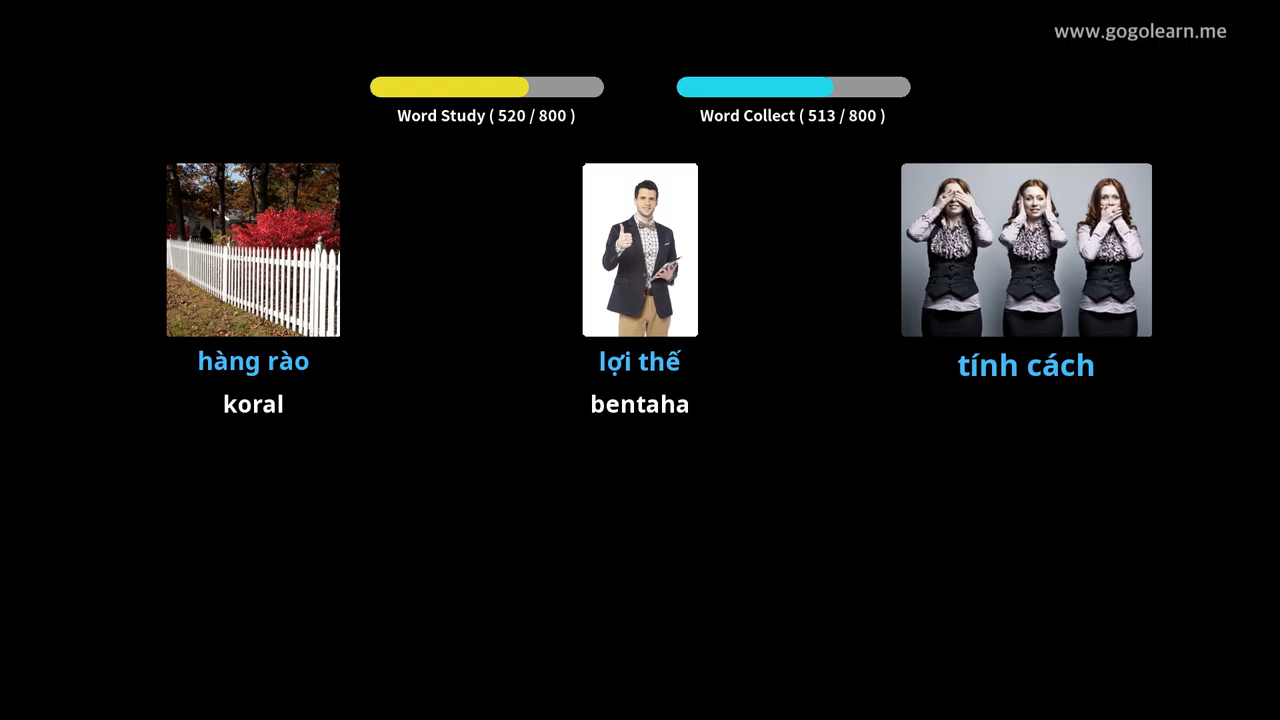 www.gogolearn.me
Word Study ( 520 / 800 )
Word Collect ( 513 / 800 )
hàng rào
koral
lợi thế
bentaha
tính cách